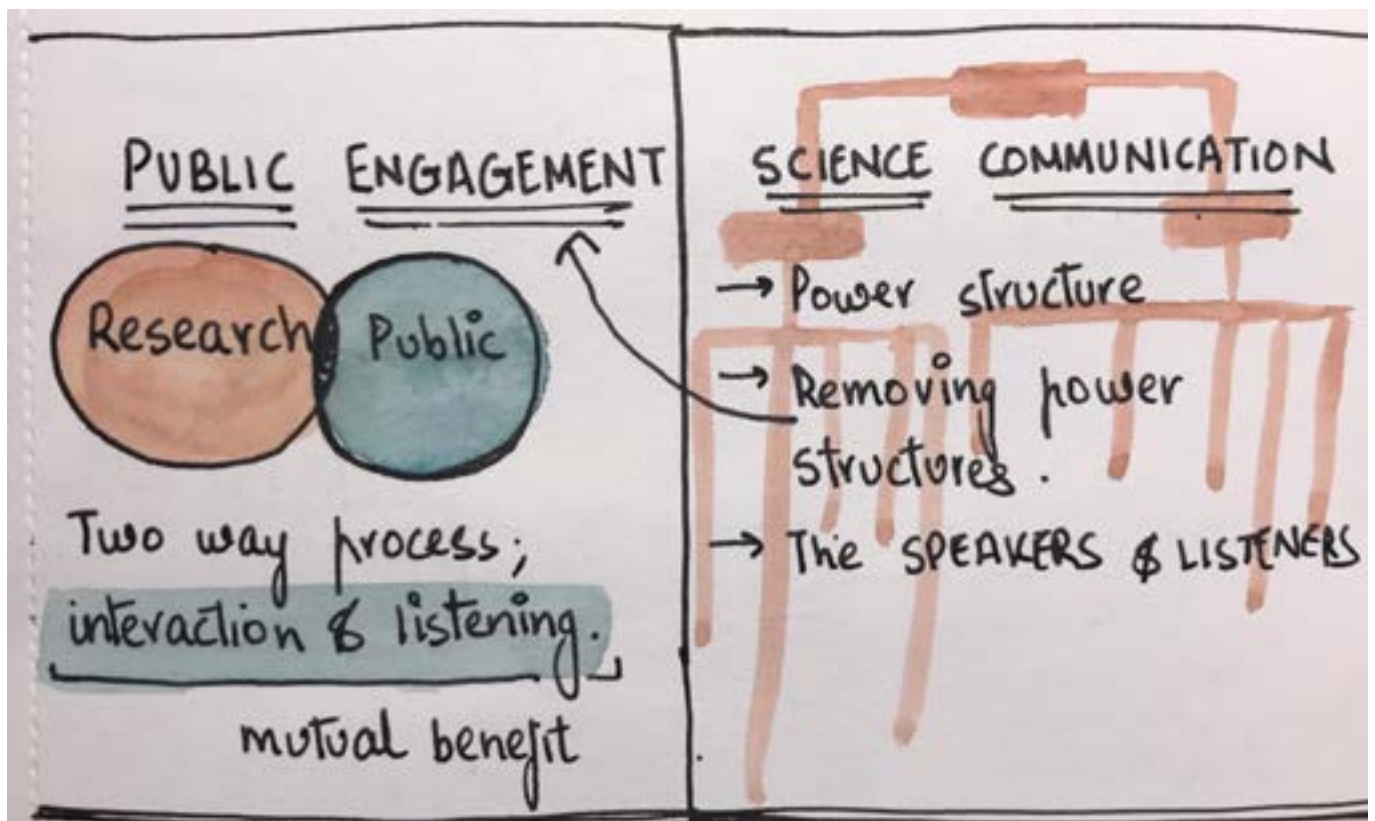 PUBLIC ENGAGEMENT
Research
Public
Two way process;
interaction & listening.
mutual benefit
SCIENCE COMMUNICATION
→ Power structure
→ Removing power
structures.
→ The SPEAKERS & LISTENERS